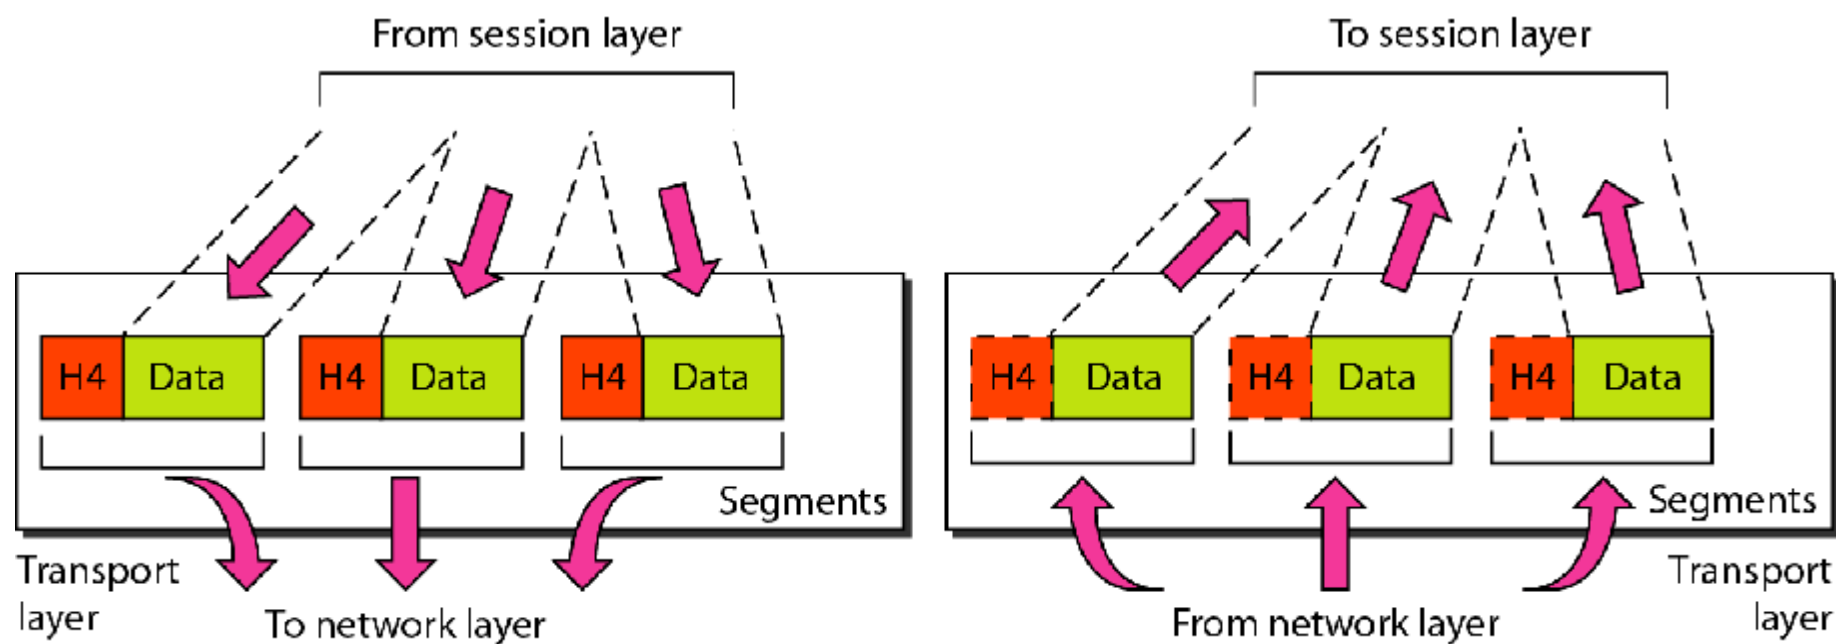 From session layer
To session layer
H4 Data H4 Data H4 Data
H4 Data H4 Data H4 Data
Segments
Segments
Transport
layer
To network layer
From network layer
Transport
layer